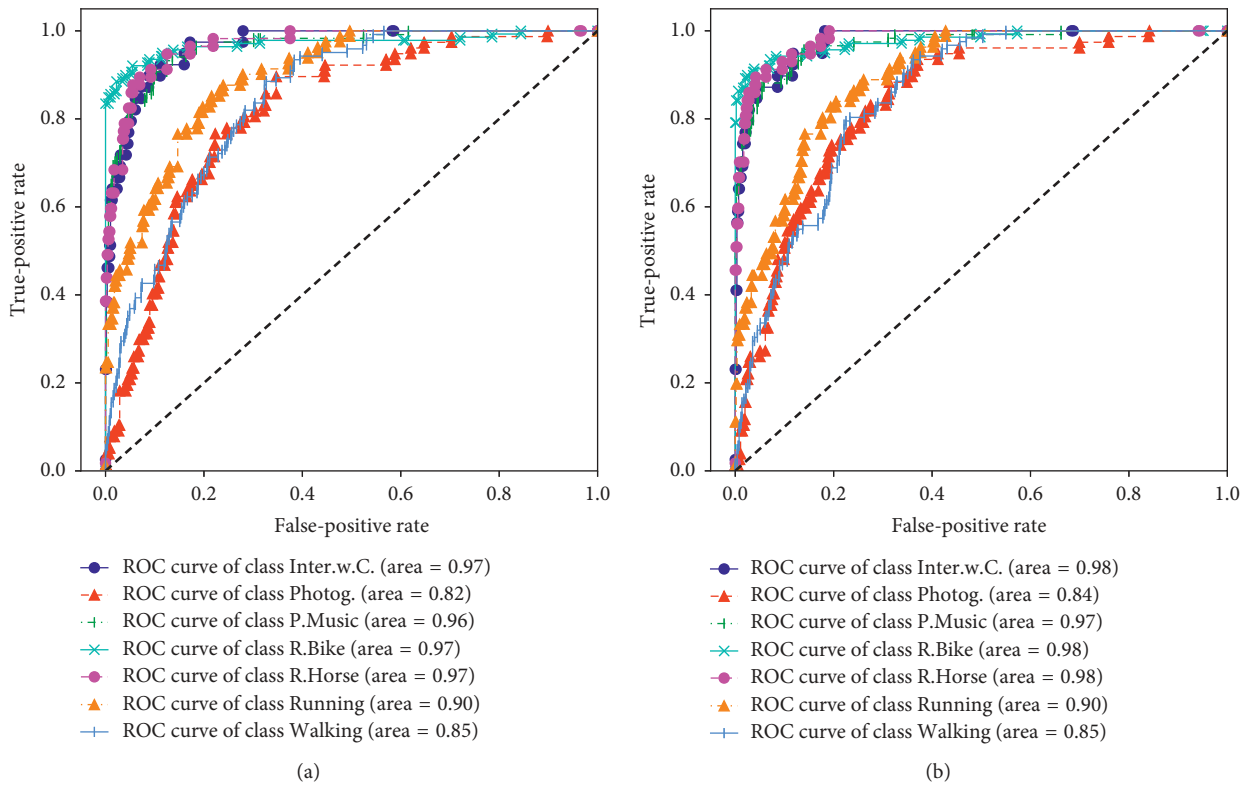 1.0
0.8
0.6
0.4
0.2
0.0
True-positive rate
0.0 0.2 0.4 0.6 0.8 1.0
False-positive rate
ROC curve of class Inter.w.C. (area = 0.97)
ROC curve of class Photog. (area = 0.82)
ROC curve of class P.Music (area = 0.96)
ROC curve of class R.Bike (area = 0.97)
ROC curve of class R.Horse (area = 0.97)
ROC curve of class Running (area = 0.90)
ROC curve of class Walking (area = 0.85)
(a)
1.0
0.8
0.6
0.4
0.2
0.0
True-positive rate
0.0 0.2 0.4 0.6 0.8 1.0
False-positive rate
ROC curve of class Inter.w.C. (area = 0.98)
ROC curve of class Photog. (area = 0.84)
ROC curve of class P.Music (area = 0.97)
ROC curve of class R.Bike (area = 0.98)
ROC curve of class R.Horse (area = 0.98)
ROC curve of class Running (area = 0.90)
ROC curve of class Walking (area = 0.85)
(b)